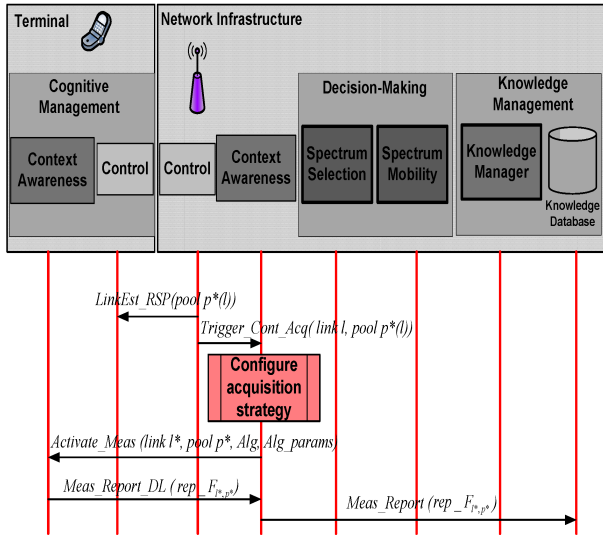 Terminal
Network Infrastructure
Cognitive
Management
Decision-Making
Knowledge
Management
Context
Awareness
Control
Control
Context
Awareness
Spectrum
Selection
Spectrum
Mobility
Knowledge
Manager
Knowledge
Database
LinkEst_RSP(pool p*(l))
Trigger_Cont_Acq( link l, pool p*(l))
Configure
acquisition
strategy
Activate_Meas (link l*, pool p*, Alg, Alg_params)
Meas_Report_DL ( rep_F_{l*,p*})
Meas_Report (rep_F_{l*,p*})